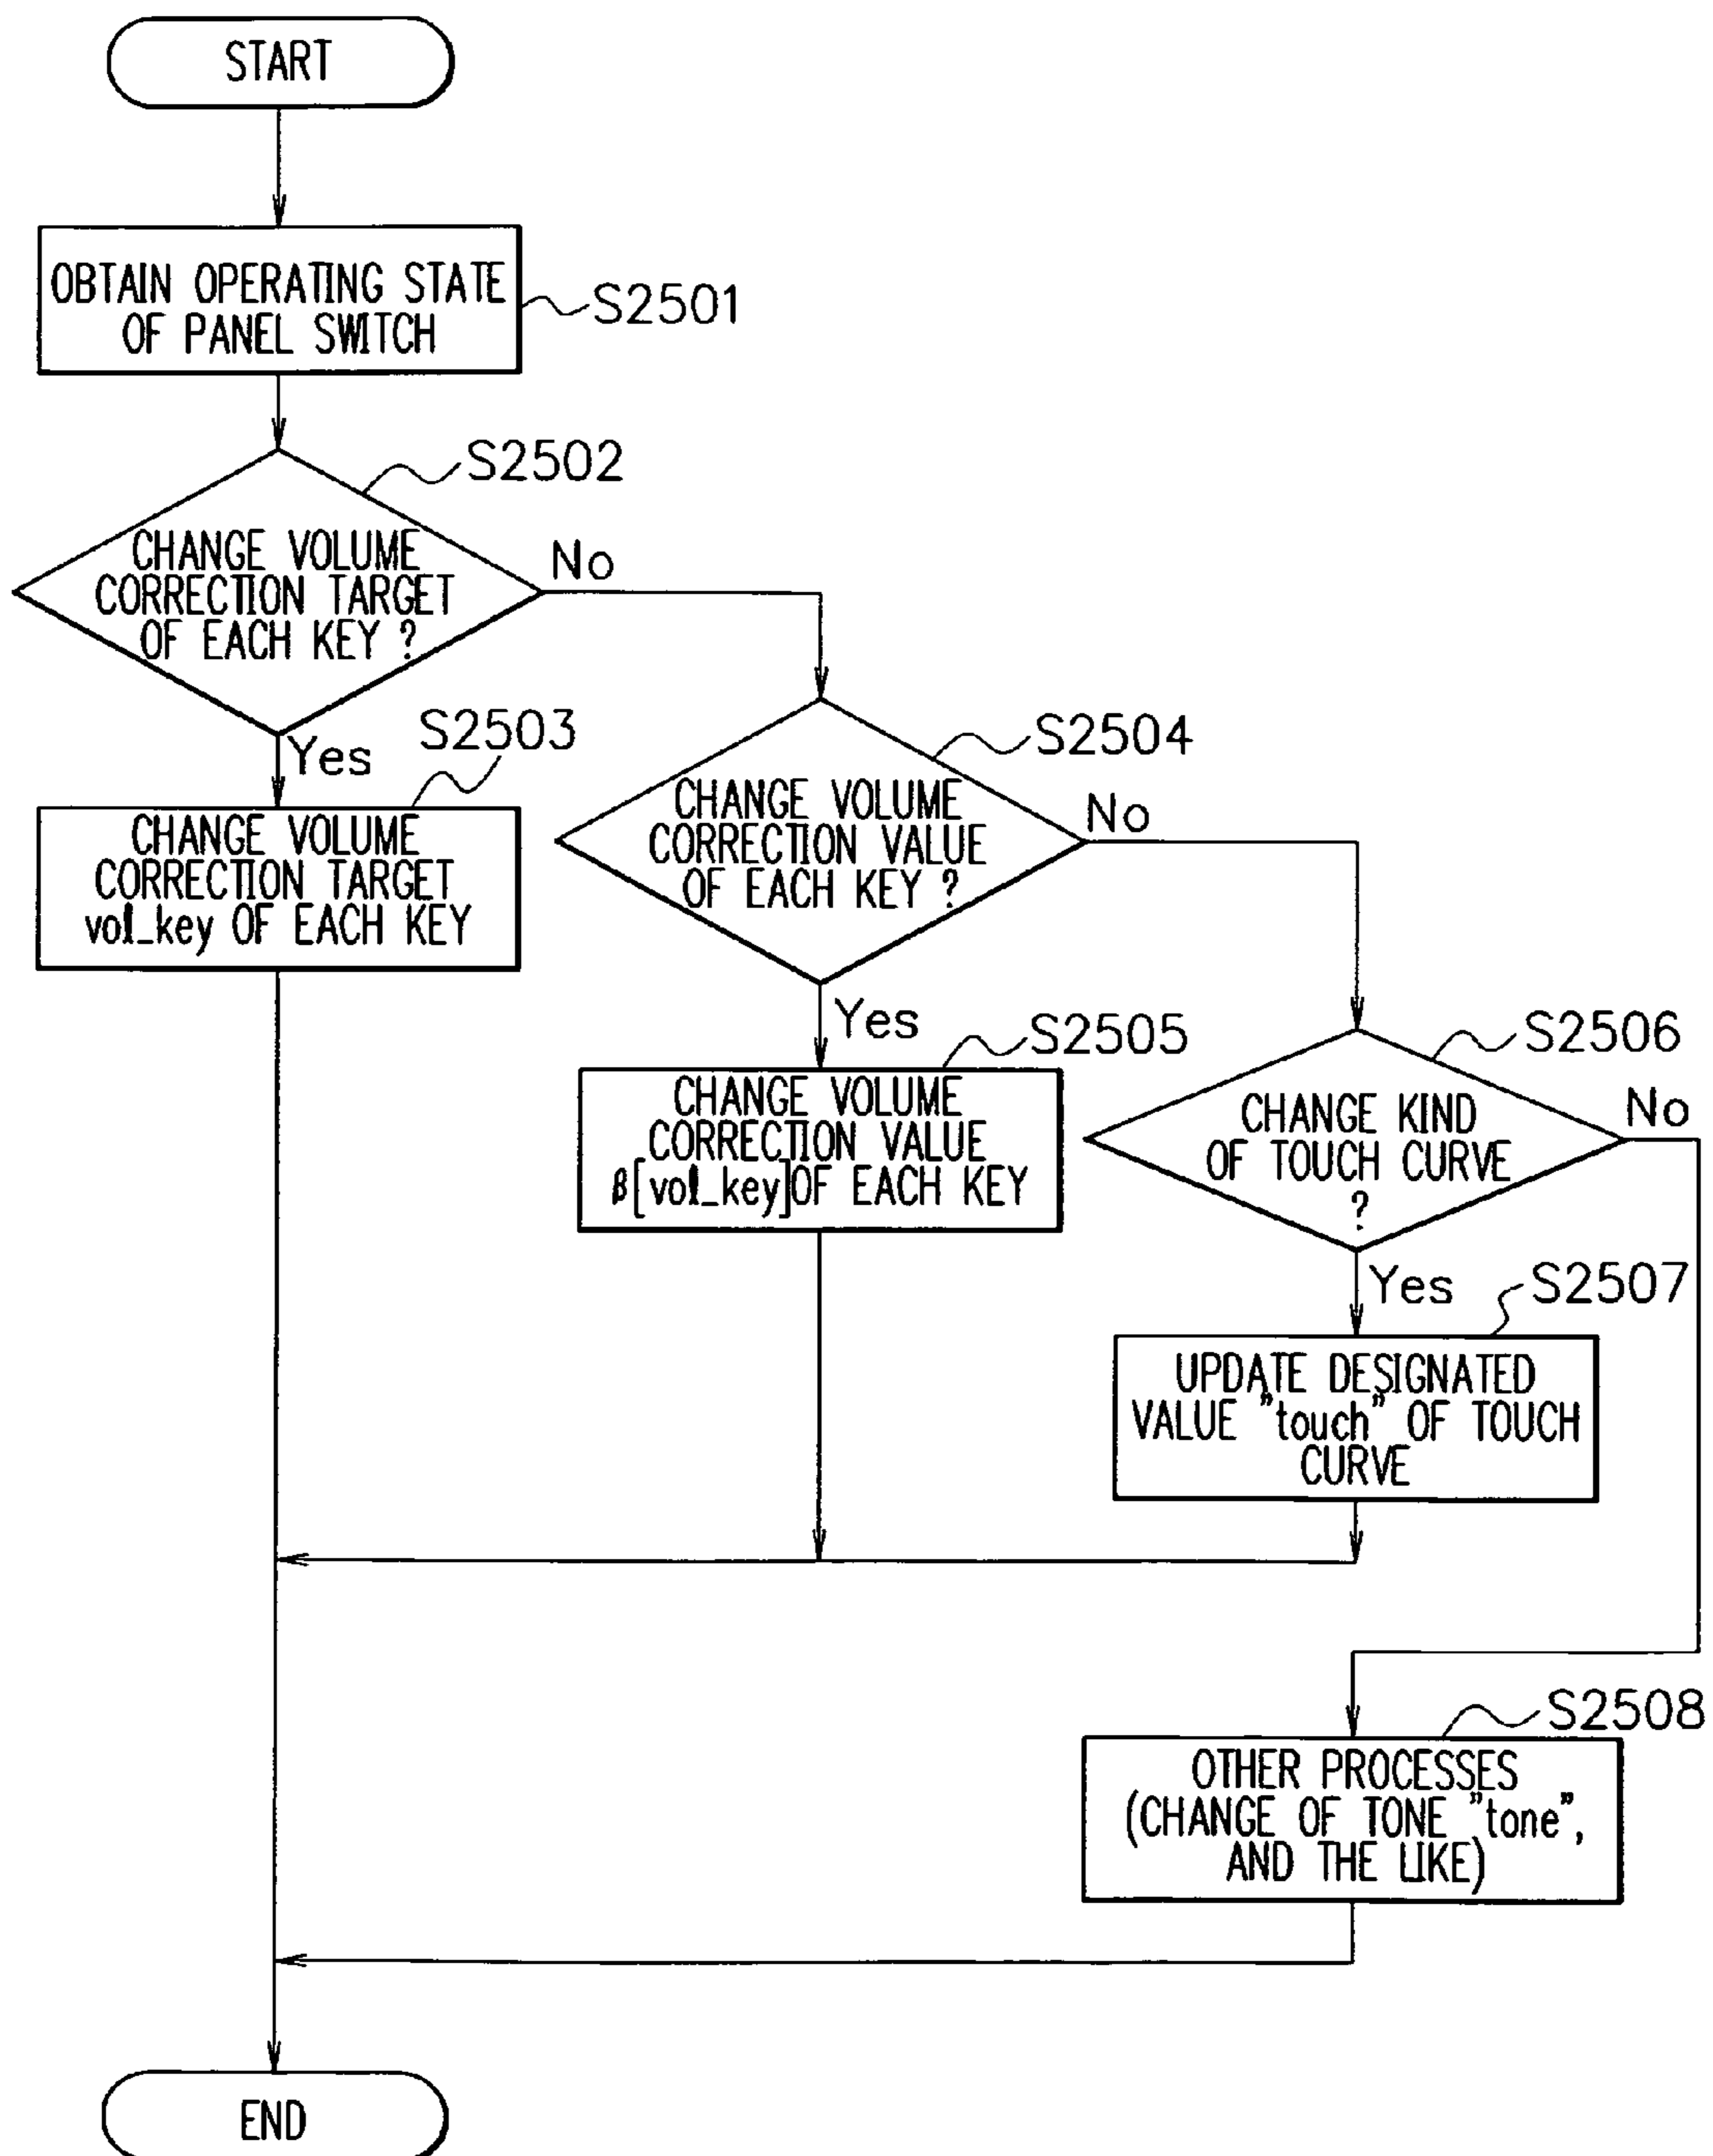 START
OBTAIN OPERATING STATE
OF PANEL SWITCH
S2501
S2502
CHANGE VOLUME
CORRECTION TARGET
OF EACH KEY ?
No
Yes
S2503
CHANGE VOLUME
CORRECTION TARGET
vol_key OF EACH KEY
S2504
CHANGE VOLUME
CORRECTION VALUE
OF EACH KEY ?
No
Yes
S2505
CHANGE VOLUME
CORRECTION VALUE
β[vol_key]OF EACH KEY
S2506
CHANGE KIND
OF TOUCH CURVE
?
No
Yes
S2507
UPDATE DESIGNATED
VALUE "touch" OF TOUCH
CURVE
S2508
OTHER PROCESSES
(CHANGE OF TONE "tone",
AND THE LIKE)
END